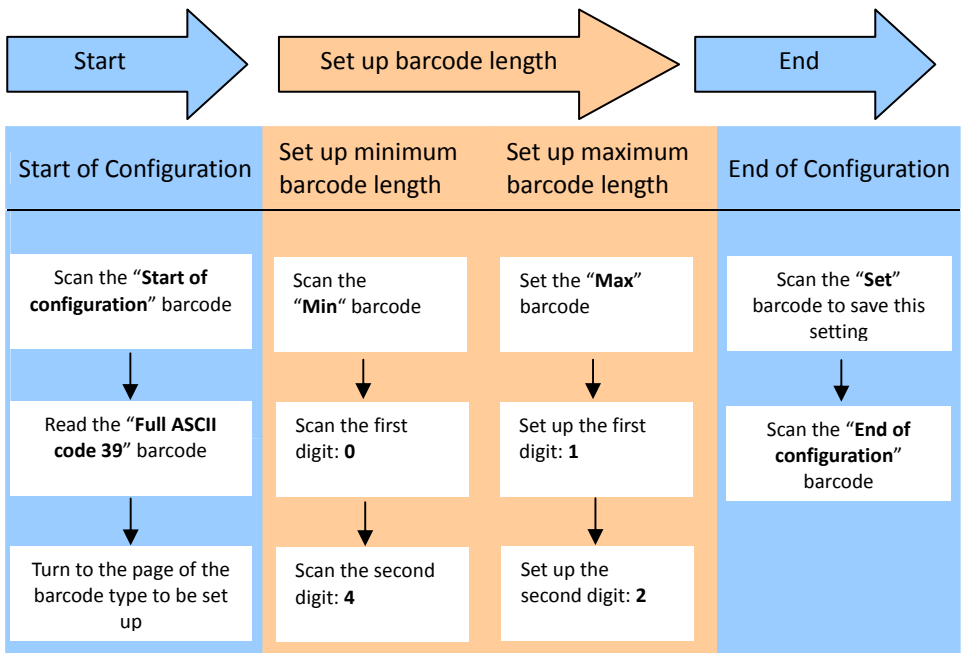 Start
Set up barcode length
End
Start of Configuration
Set up minimum
barcode length
Set up maximum
barcode length
End of Configuration
Scan the “Start of
configuration” barcode
Read the “Full ASCII
code 39” barcode
Turn to the page of the
barcode type to be set
up
Scan the
“Min“ barcode
Scan the first
digit: 0
Scan the second
digit: 4
Set the “Max”
barcode
Set up the first
digit: 1
Set up the
second digit: 2
Scan the “Set”
barcode to save this
setting
Scan the “End of
configuration”
barcode